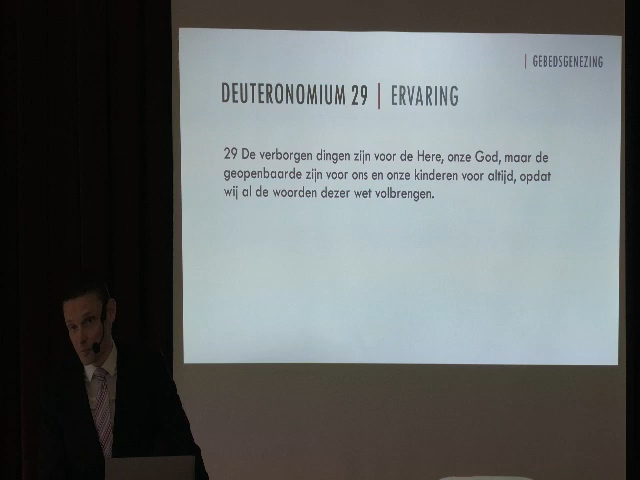 | GEBEDSGENEZING
DEUTERONOMIUM 29 | ERVARING
29 De verborgen dingen zijn voor de Here, onze God, maar de
geopenbaarde zijn voor ons en onze kinderen voor altijd, opdat
wij al de woorden dezer wet volbrengen.